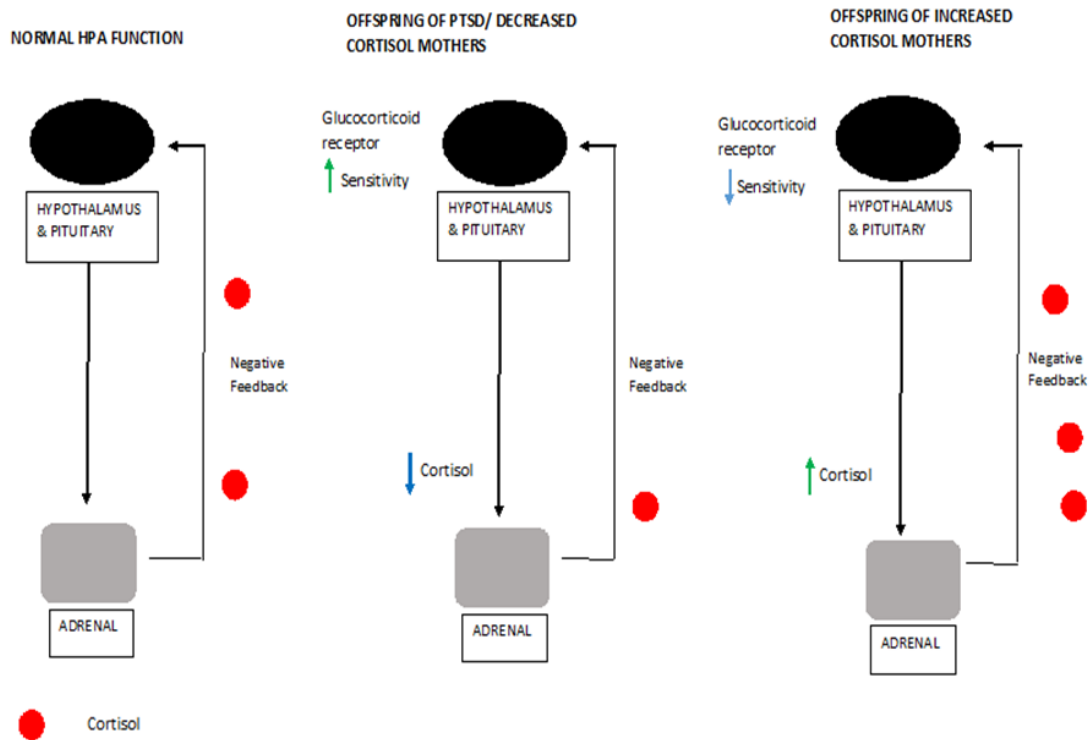 NORMAL HPA FUNCTION
HYPOTHALAMUS
& PITUITARY
Negative
Feedback
ADRENAL
Cortisol
OFFSPRING OF PTSD/ DECREASED
CORTISOL MOTHERS
Glucocorticoid
receptor
Sensitivity
HYPOTHALAMUS
& PITUITARY
Negative
Feedback
Cortisol
ADRENAL
OFFSPRING OF INCREASED
CORTISOL MOTHERS
Glucocorticoid
receptor
Sensitivity
HYPOTHALAMUS
& PITUITARY
Negative
Feedback
Cortisol
ADRENAL